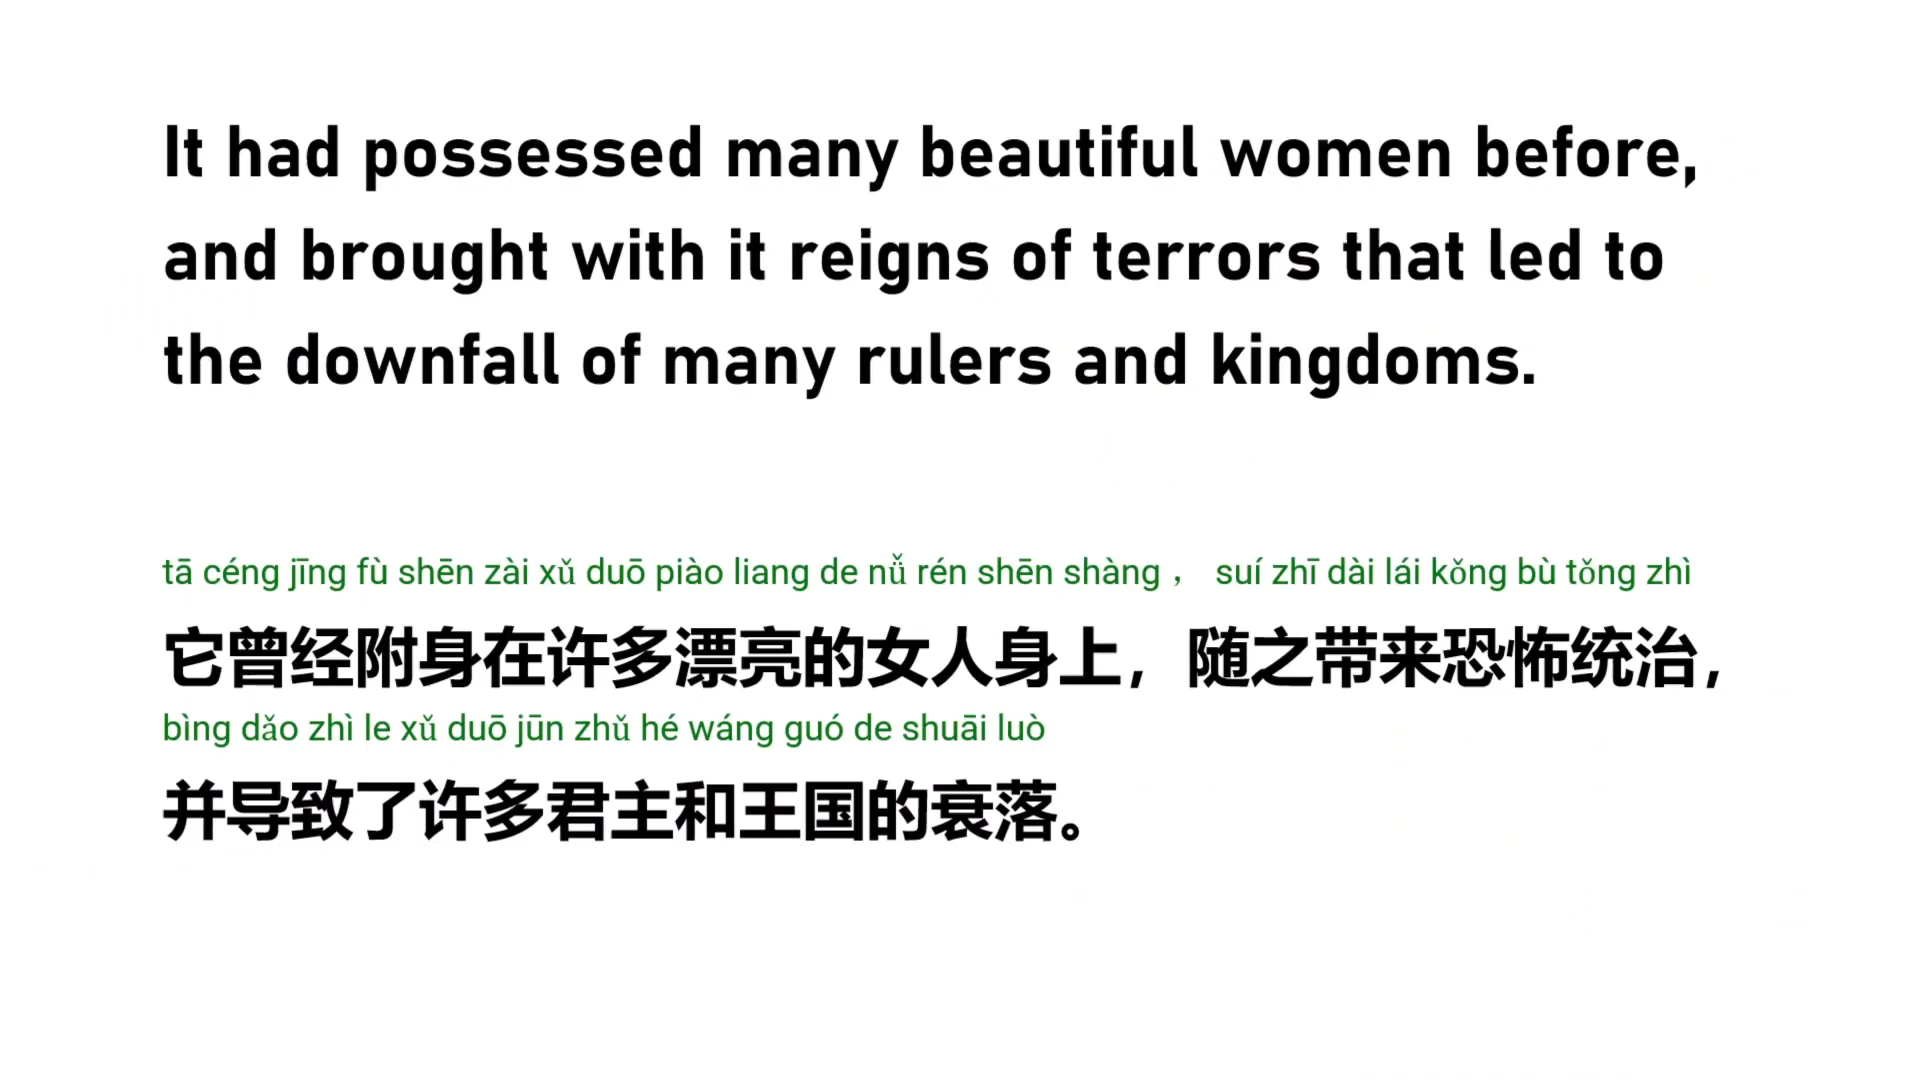 It had possessed many beautiful women before,
and brought with it reigns of terrors that led to
the downfall of many rulers and kingdoms.
tā céng jīng fù shēn zài xǔ duō piào liang de nǚ rén shēn shàng ， suí zhī dài lái kǒng bù tǒng zhì
它曾经附身在许多漂亮的女人身上，随之带来恐怖统治，
bìng dǎo zhì le xǔ duō jūn zhǔ hé wáng guó de shuāi luò
并导致了许多君主和王国的衰落。